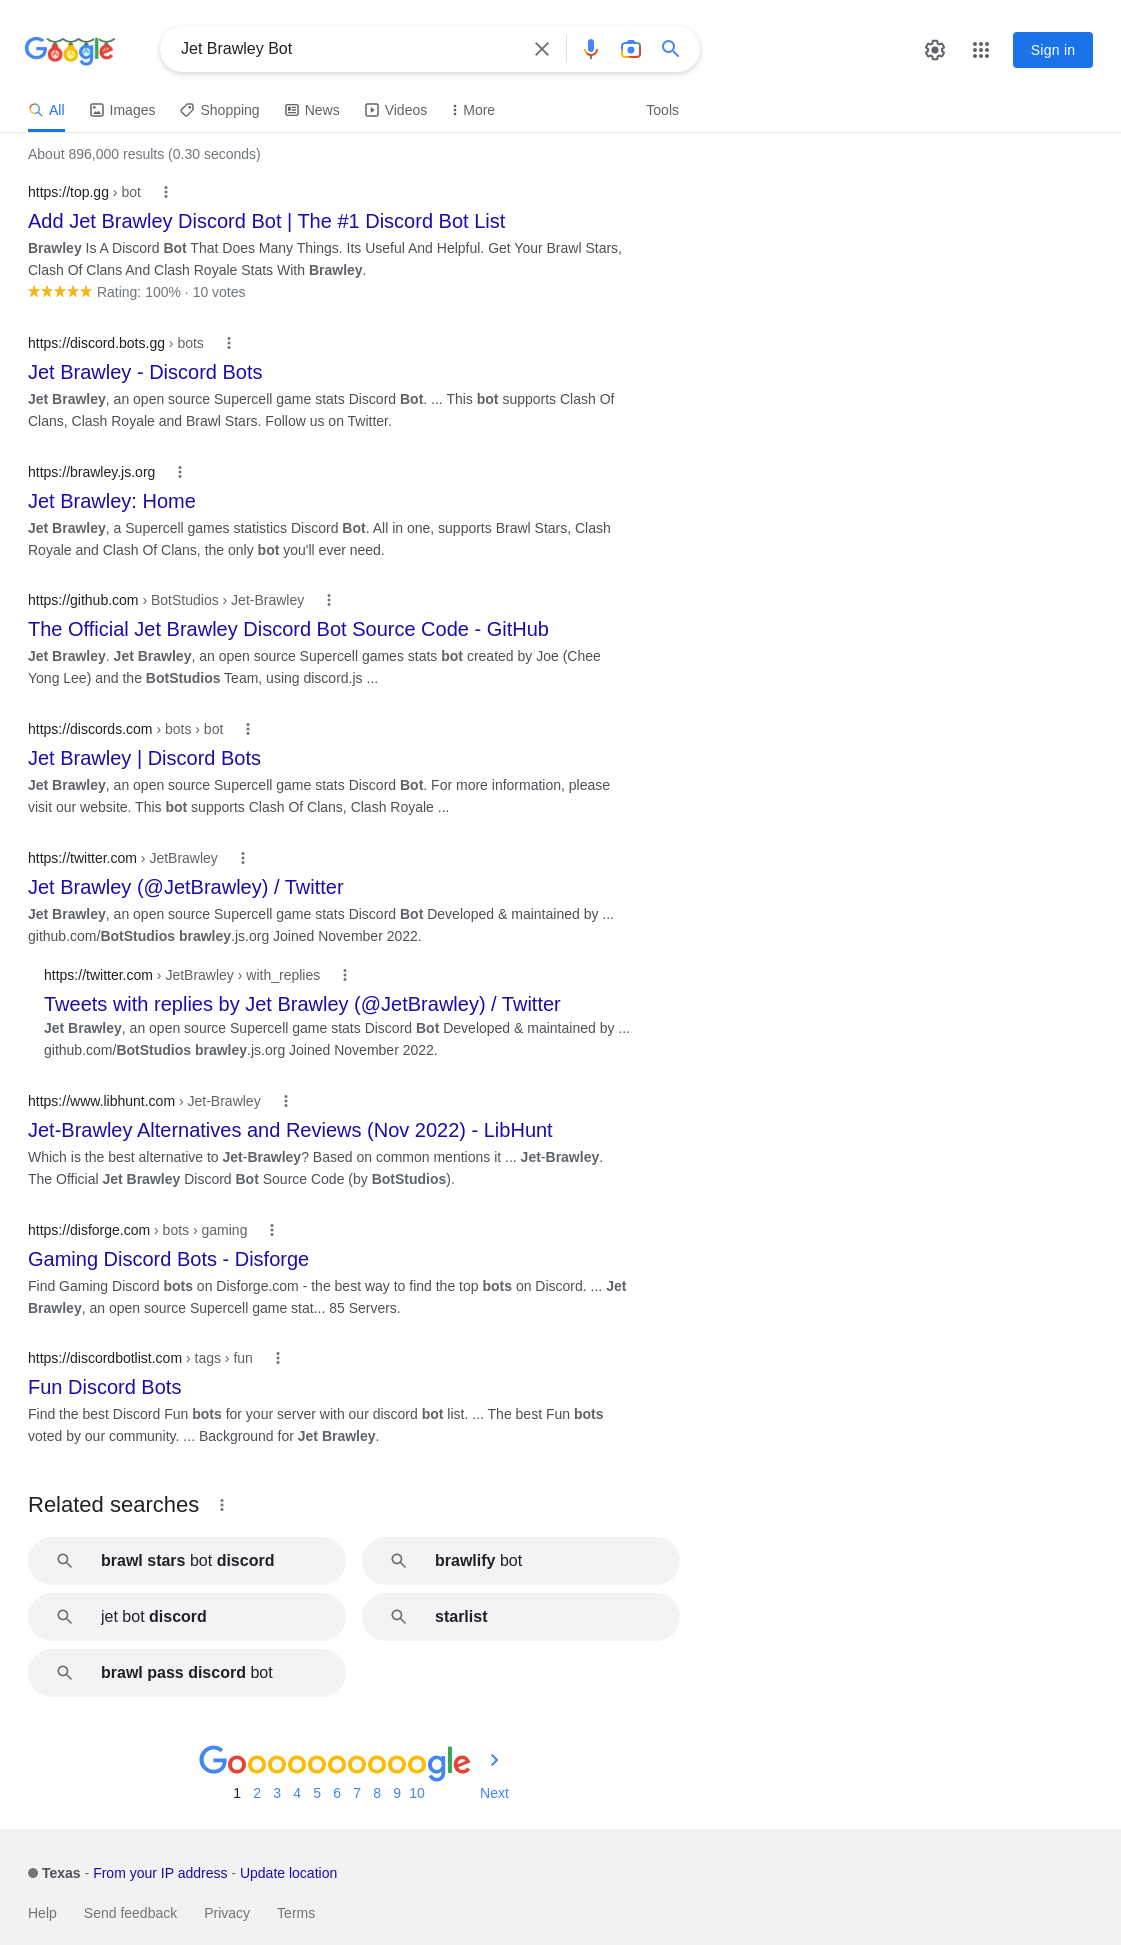 Google
Jet Brawley Bot
Sign in
All Images Shopping News Videos More Tools
About 896,000 results (0.30 seconds)
https://top.gg › bot
Add Jet Brawley Discord Bot | The #1 Discord Bot List
Brawley Is A Discord Bot That Does Many Things. Its Useful And Helpful. Get Your Brawl Stars,
Clash Of Clans And Clash Royale Stats With Brawley.
Rating: 100% · 10 votes
https://discord.bots.gg › bots
Jet Brawley - Discord Bots
Jet Brawley, an open source Supercell game stats Discord Bot. ... This bot supports Clash Of
Clans, Clash Royale and Brawl Stars. Follow us on Twitter.
https://brawley.js.org
Jet Brawley: Home
Jet Brawley, a Supercell games statistics Discord Bot. All in one, supports Brawl Stars, Clash
Royale and Clash Of Clans, the only bot you'll ever need.
https://github.com › BotStudios › Jet-Brawley
The Official Jet Brawley Discord Bot Source Code - GitHub
Jet Brawley. Jet Brawley, an open source Supercell games stats bot created by Joe (Chee
Yong Lee) and the BotStudios Team, using discord.js ...
https://discords.com › bots › bot
Jet Brawley | Discord Bots
Jet Brawley, an open source Supercell game stats Discord Bot. For more information, please
visit our website. This bot supports Clash Of Clans, Clash Royale ...
https://twitter.com › JetBrawley
Jet Brawley (@JetBrawley) / Twitter
Jet Brawley, an open source Supercell game stats Discord Bot Developed & maintained by ...
github.com/BotStudios brawley.js.org Joined November 2022.
https://twitter.com › JetBrawley › with_replies
Tweets with replies by Jet Brawley (@JetBrawley) / Twitter
Jet Brawley, an open source Supercell game stats Discord Bot Developed & maintained by ...
github.com/BotStudios brawley.js.org Joined November 2022.
https://www.libhunt.com › Jet-Brawley
Jet-Brawley Alternatives and Reviews (Nov 2022) - LibHunt
Which is the best alternative to Jet-Brawley? Based on common mentions it ... Jet-Brawley.
The Official Jet Brawley Discord Bot Source Code (by BotStudios).
https://disforge.com › bots › gaming
Gaming Discord Bots - Disforge
Find Gaming Discord bots on Disforge.com - the best way to find the top bots on Discord. ... Jet
Brawley, an open source Supercell game stat... 85 Servers.
https://discordbotlist.com › tags › fun
Fun Discord Bots
Find the best Discord Fun bots for your server with our discord bot list. ... The best Fun bots
voted by our community. ... Background for Jet Brawley.
Related searches
brawl stars bot discord
brawlify bot
jet bot discord
starlist
brawl pass discord bot
Goooooooooogle
1 2 3 4 5 6 7 8 9 10 Next
Texas - From your IP address - Update location
Help Send feedback Privacy Terms